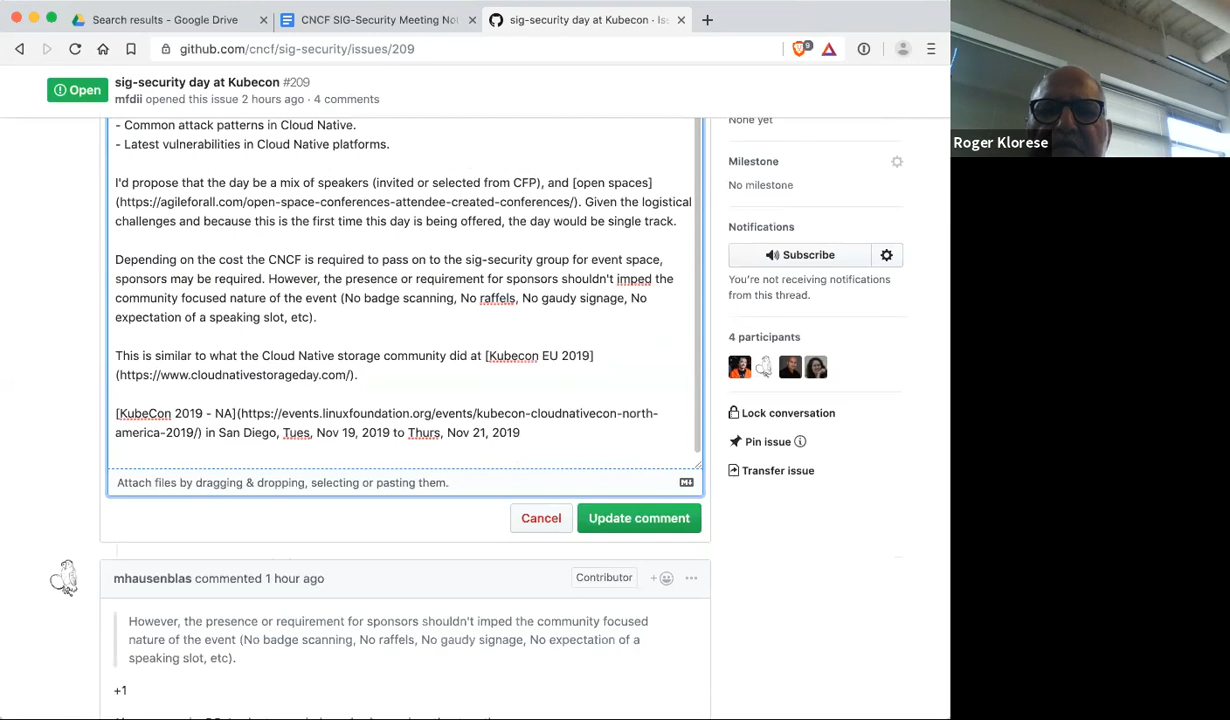 Search results - Google Drive
CNCF SIG-Security Meeting No
sig-security day at Kubecon · Iss
github.com/cncf/sig-security/issues/209
9
Open
sig-security day at Kubecon #209
mfdii opened this issue 2 hours ago · 4 comments
- Common attack patterns in Cloud Native.
- Latest vulnerabilities in Cloud Native platforms.
I'd propose that the day be a mix of speakers (invited or selected from CFP), and [open spaces]
(https://agileforall.com/open-space-conferences-attendee-created-conferences/). Given the logistical
challenges and because this is the first time this day is being offered, the day would be single track.
Depending on the cost the CNCF is required to pass on to the sig-security group for event space,
sponsors may be required. However, the presence or requirement for sponsors shouldn't imped the
community focused nature of the event (No badge scanning, No raffels, No gaudy signage, No
expectation of a speaking slot, etc).
This is similar to what the Cloud Native storage community did at [Kubecon EU 2019]
(https://www.cloudnativestorageday.com/).
[KubeCon 2019 - NA](https://events.linuxfoundation.org/events/kubecon-cloudnativecon-north-
america-2019/) in San Diego, Tues, Nov 19, 2019 to Thurs, Nov 21, 2019
Attach files by dragging & dropping, selecting or pasting them.
Cancel
Update comment
mhausenblas commented 1 hour ago
Contributor
However, the presence or requirement for sponsors shouldn't imped the community focused
nature of the event (No badge scanning, No raffels, No gaudy signage, No expectation of a
speaking slot, etc).
+1
None yet
Milestone
No milestone
Notifications
Subscribe
You're not receiving notifications
from this thread.
4 participants
Lock conversation
Pin issue
Transfer issue
Roger Klorese